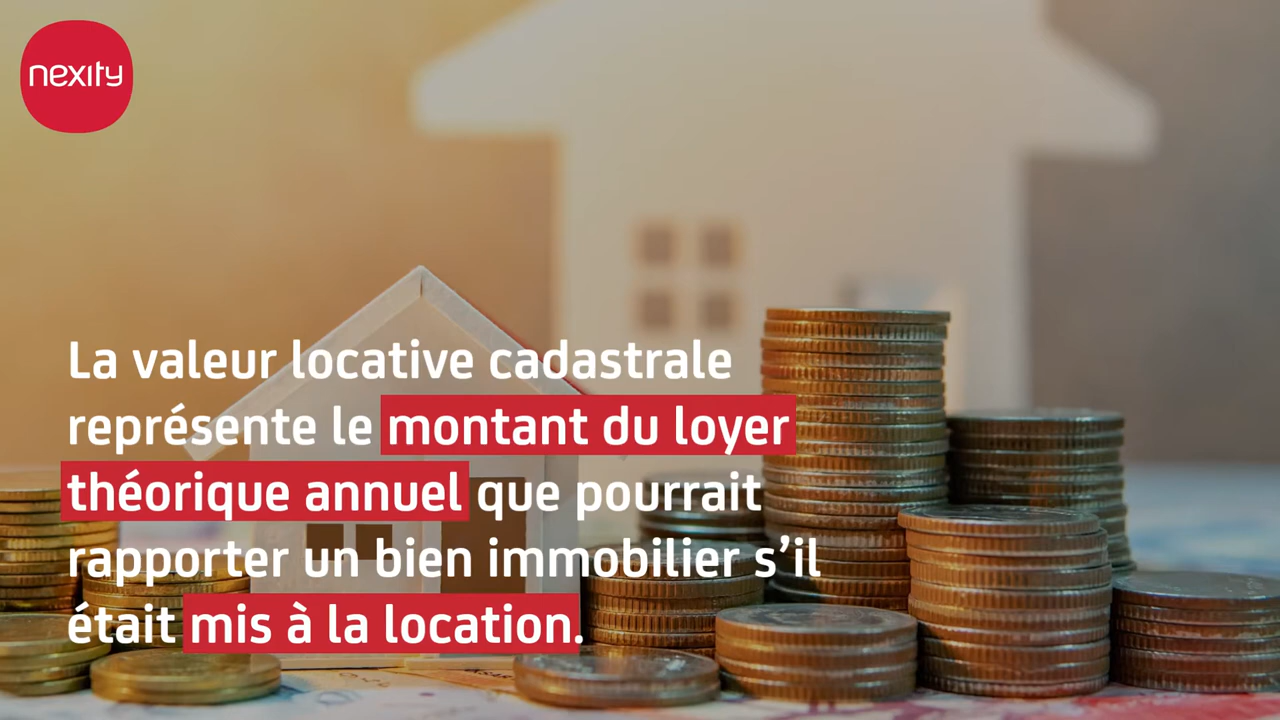 nexity
La valeur locative cadastrale
représente le montant du loyer
théorique annuel que pourrait
rapporter un bien immobilier s’il
était mis à la location.